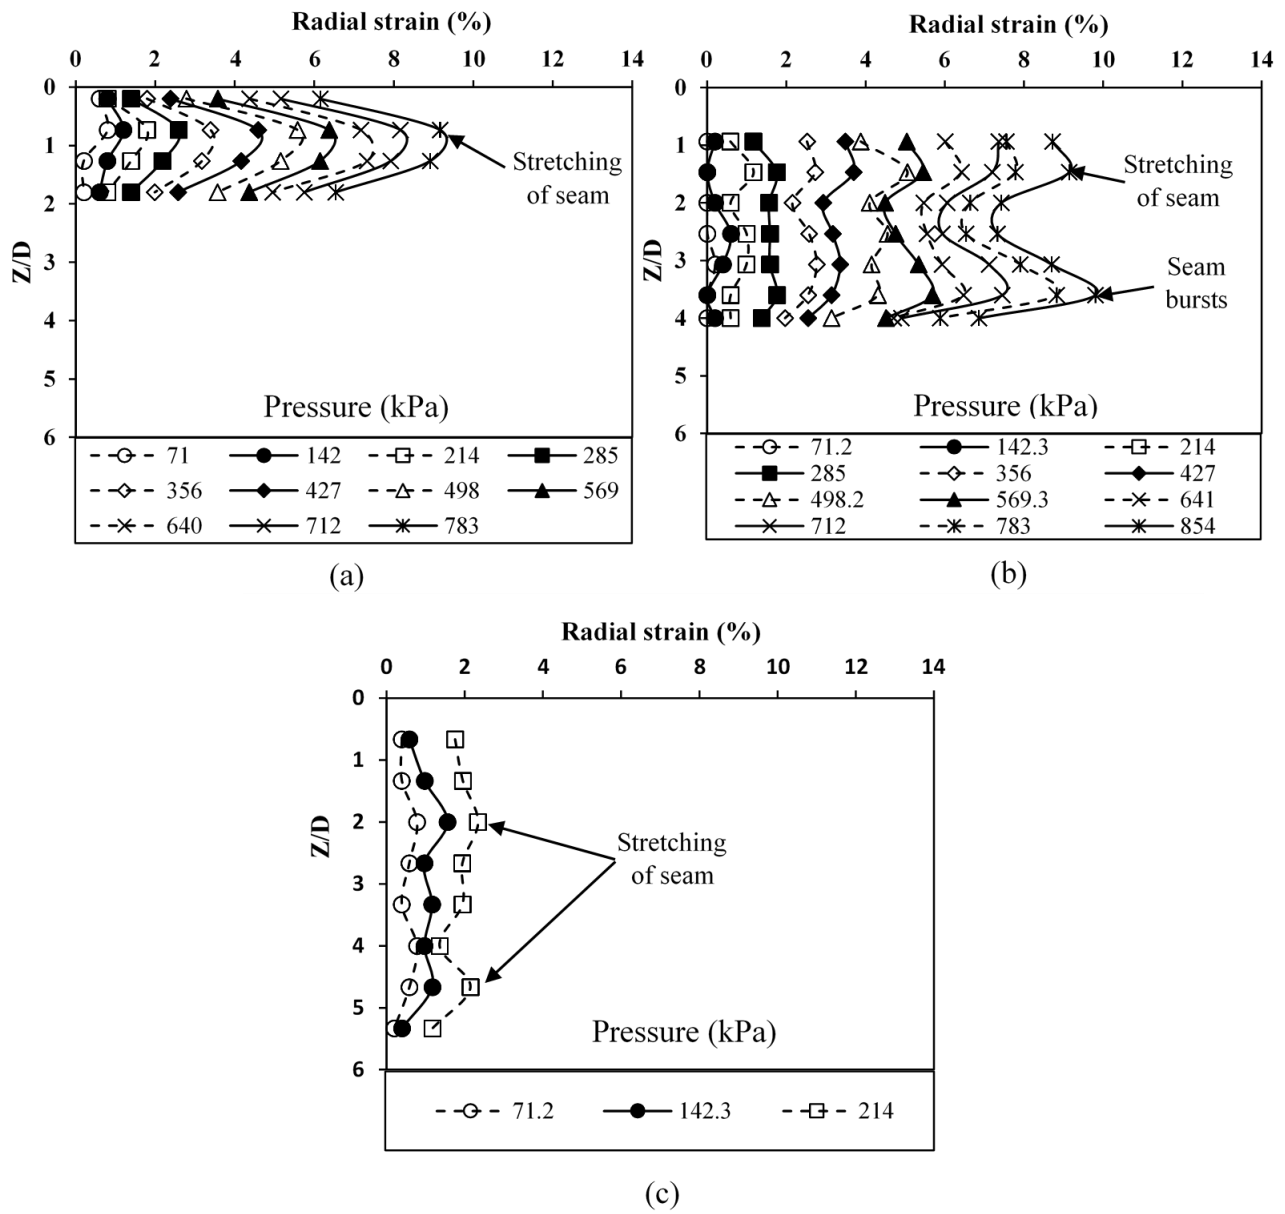 Radial strain (%)
0 2 4 6 8 10 12 14
0
1
2
3
4
5
6
Z/D
Stretching
of seam
Pressure (kPa)
71 142 214 285
356 427 498 569
640 712 783
(a)
Radial strain (%)
0 2 4 6 8 10 12 14
0
1
2
3
4
5
6
Z/D
Stretching
of seam
Seam
bursts
Pressure (kPa)
71.2 142.3 214
285 356 427
498.2 569.3 641
712 783 854
(b)
Radial strain (%)
0 2 4 6 8 10 12 14
0
1
2
3
4
5
6
Z/D
Stretching
of seam
Pressure (kPa)
71.2 142.3 214
(c)